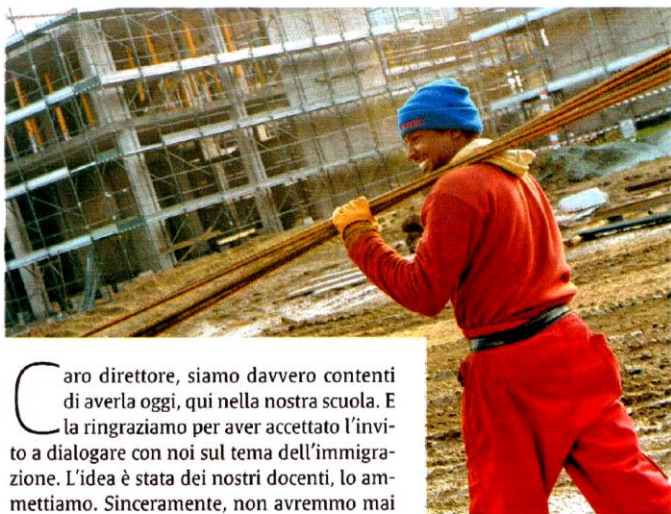 Caro direttore, siamo davvero contenti
di averla oggi, qui nella nostra scuola. E
la ringraziamo per aver accettato l'invi-
to a dialogare con noi sul tema dell'immigra-
zione. L'idea è stata dei nostri docenti, lo am-
mettiamo. Sinceramente, non avremmo mai